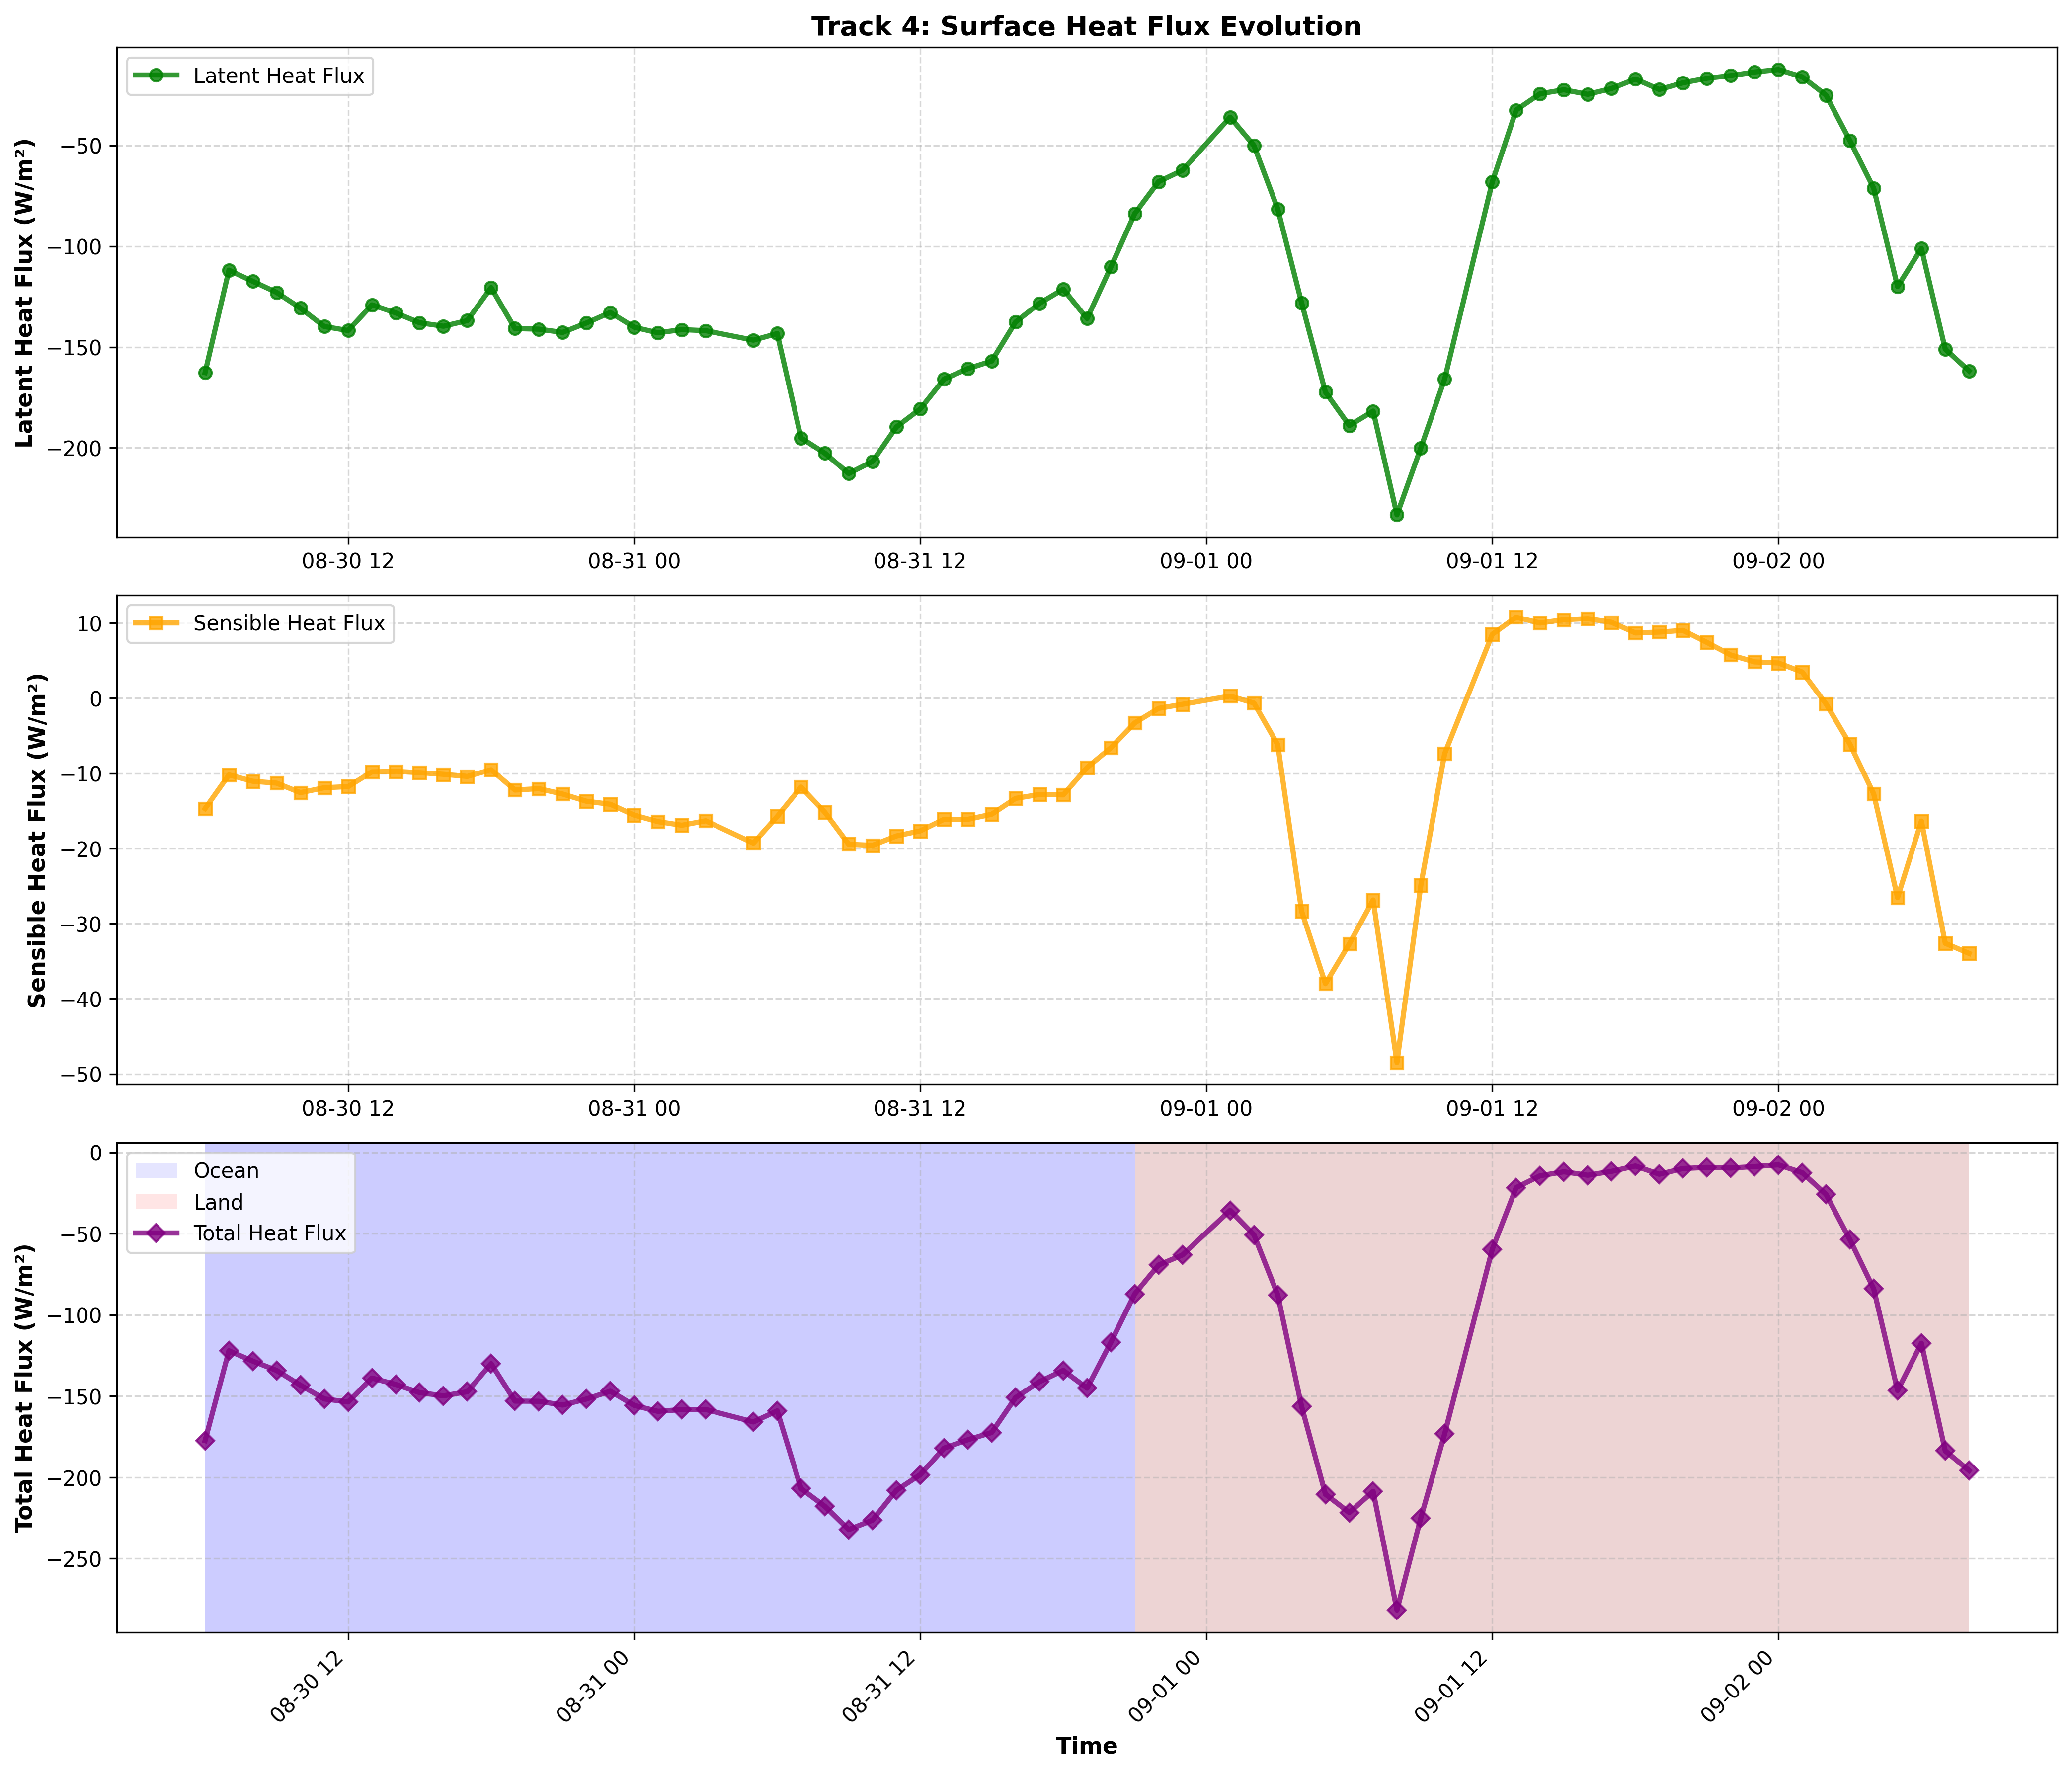 Track 4: Surface Heat Flux Evolution
Latent Heat Flux (W/m²)
Latent Heat Flux
−50
−100
−150
−200
08-30 12 08-31 00 08-31 12 09-01 00 09-01 12 09-02 00
Sensible Heat Flux (W/m²)
Sensible Heat Flux
10
0
−10
−20
−30
−40
−50
08-30 12 08-31 00 08-31 12 09-01 00 09-01 12 09-02 00
Total Heat Flux (W/m²)
Ocean
Land
Total Heat Flux
0
−50
−100
−150
−200
−250
08-30 12 08-31 00 08-31 12 09-01 00 09-01 12 09-02 00
Time